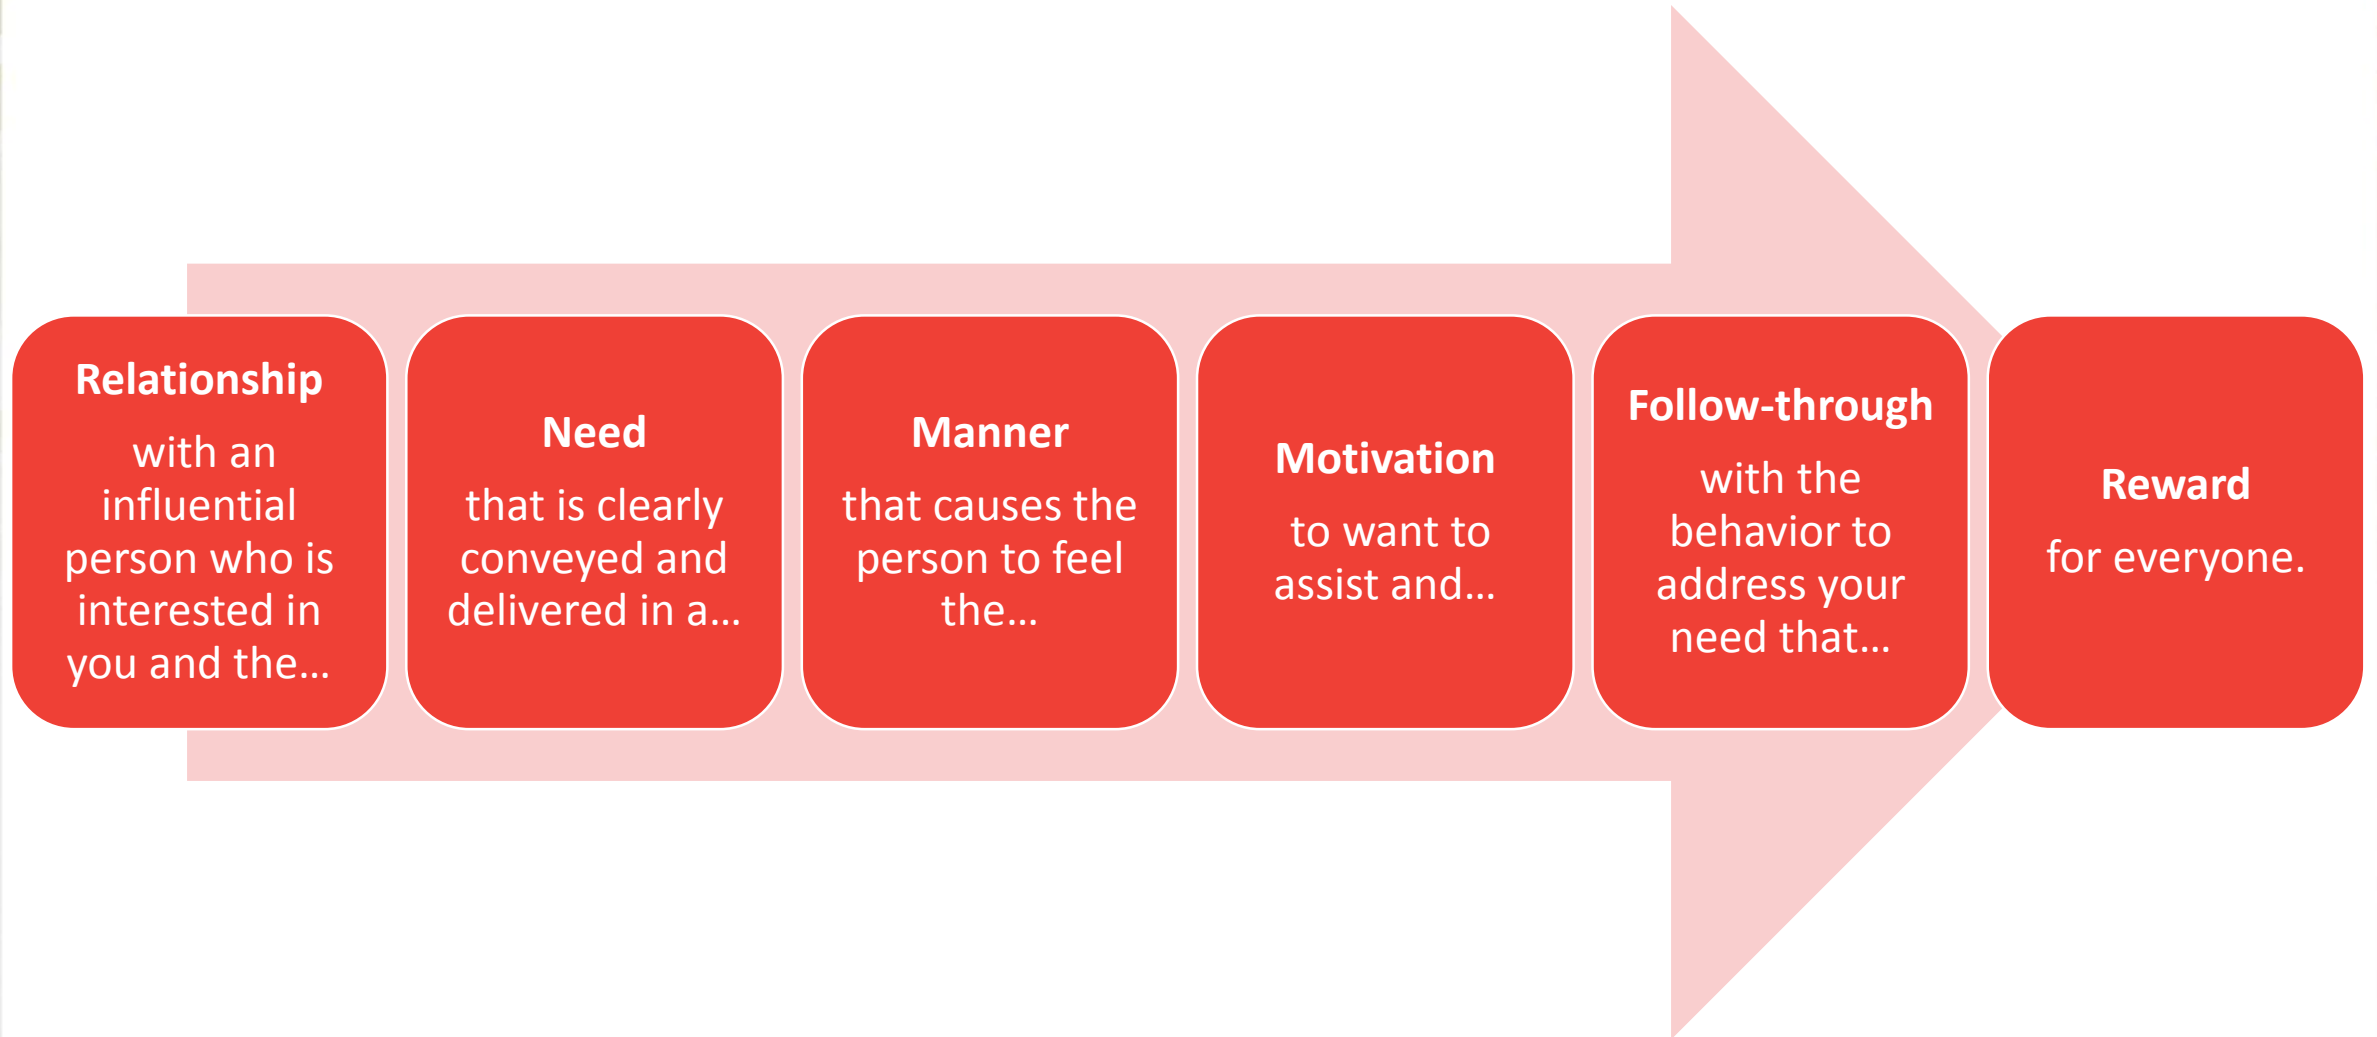 Relationship
with an
influential
person who is
interested in
you and the…
Need
that is clearly
conveyed and
delivered in a…
Manner
that causes the
person to feel
the…
Motivation
to want to
assist and…
Follow-through
with the
behavior to
address your
need that…
Reward
for everyone.